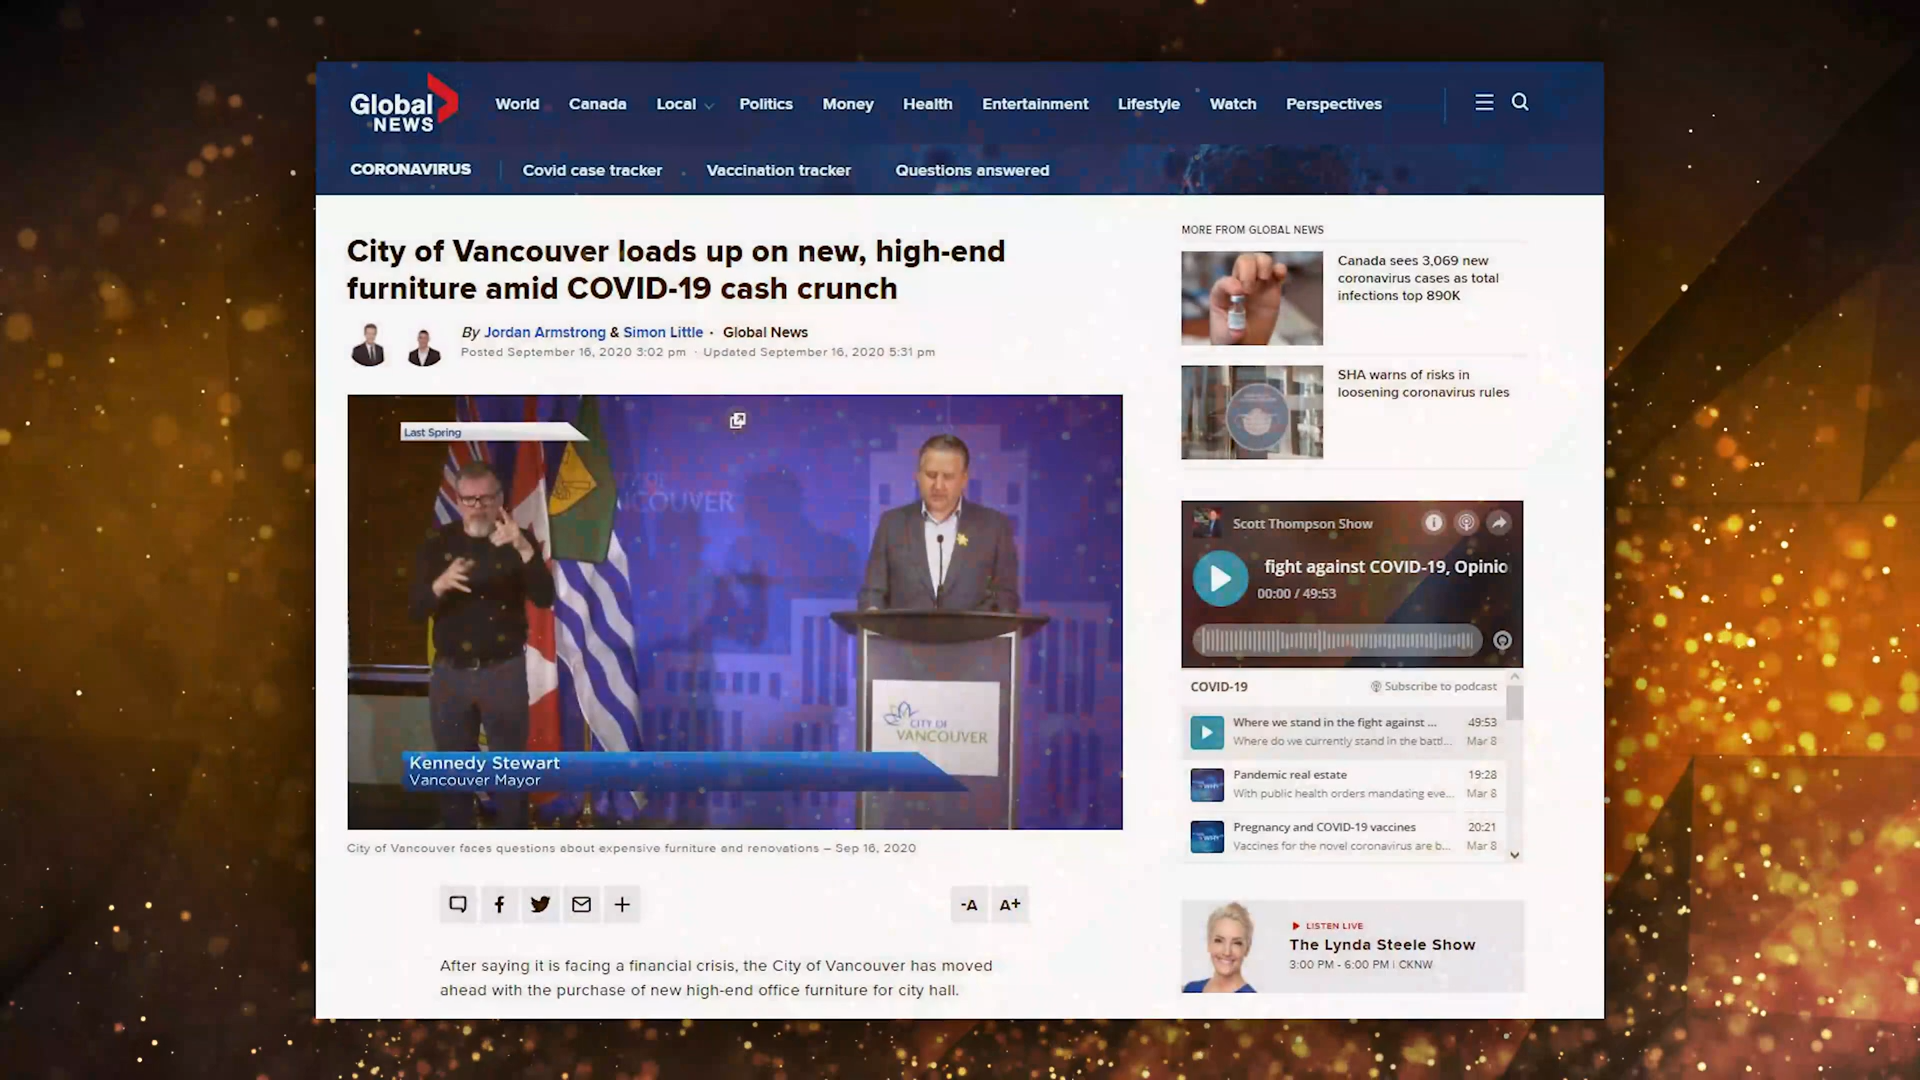 Global
NEWS
World
Canada
Local
Politics
Money
Health
Entertainment
Lifestyle
Watch
Perspectives
CORONAVIRUS
Covid case tracker
Vaccination tracker
Questions answered
City of Vancouver loads up on new, high-end
furniture amid COVID-19 cash crunch
By Jordan Armstrong & Simon Little · Global News
Posted September 16, 2020 3:02 pm · Updated September 16, 2020 5:31 pm
Last Spring
VANCOUVER
CITY OF
VANCOUVER
Kennedy Stewart
Vancouver Mayor
City of Vancouver faces questions about expensive furniture and renovations – Sep 16, 2020
-A
A+
After saying it is facing a financial crisis, the City of Vancouver has moved
ahead with the purchase of new high-end office furniture for city hall.
MORE FROM GLOBAL NEWS
Canada sees 3,069 new
coronavirus cases as total
infections top 890K
SHA warns of risks in
loosening coronavirus rules
Scott Thompson Show
fight against COVID-19, Opinio
00:00 / 49:53
COVID-19
Subscribe to podcast
Where we stand in the fight against ... 49:53
Where do we currently stand in the battl... Mar 8
Pandemic real estate 19:28
With public health orders mandating eve... Mar 8
Pregnancy and COVID-19 vaccines 20:21
Vaccines for the novel coronavirus are b... Mar 8
LISTEN LIVE
The Lynda Steele Show
3:00 PM - 6:00 PM | CKNW